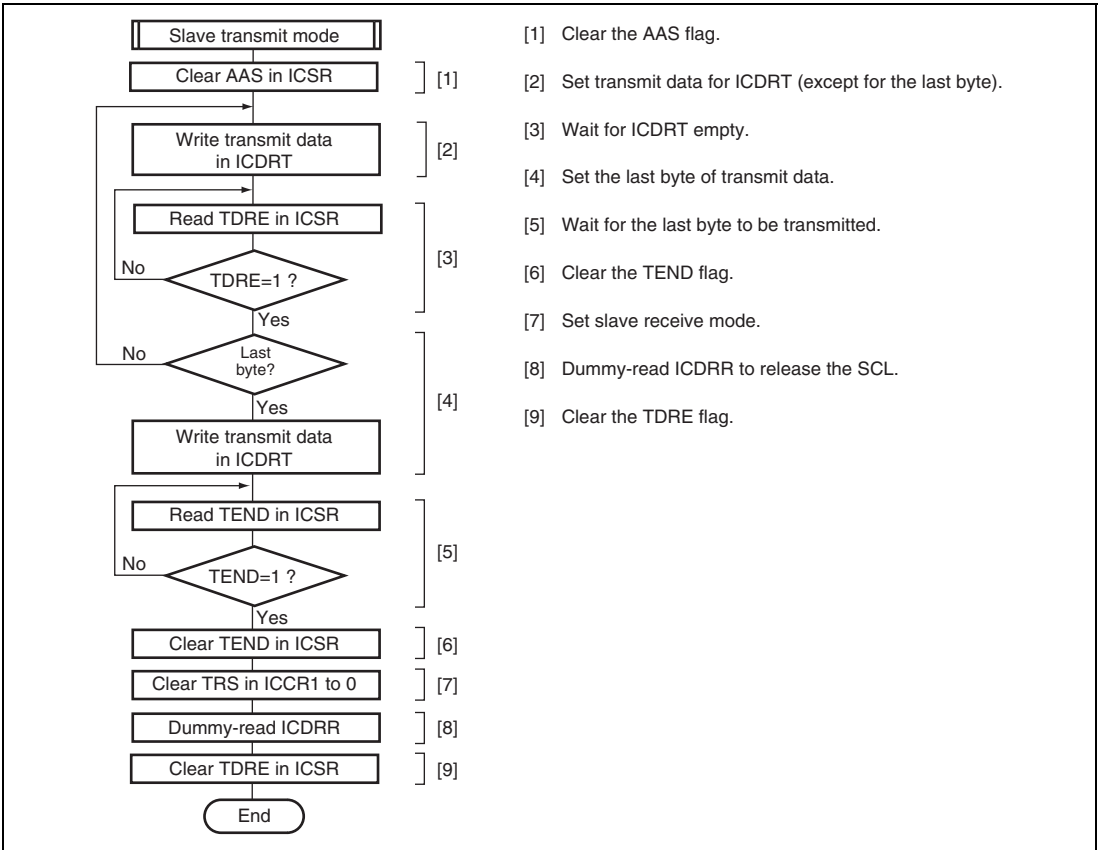 Slave transmit mode
Clear AAS in ICSR
[1]
Write transmit data
in ICDRT
[2]
Read TDRE in ICSR
No
TDRE=1 ?
[3]
Yes
No
Last
byte?
Yes
[4]
Write transmit data
in ICDRT
Read TEND in ICSR
No
TEND=1 ?
[5]
Yes
Clear TEND in ICSR
[6]
Clear TRS in ICCR1 to 0
[7]
Dummy-read ICDRR
[8]
Clear TDRE in ICSR
[9]
End
[1] Clear the AAS flag.
[2] Set transmit data for ICDRT (except for the last byte).
[3] Wait for ICDRT empty.
[4] Set the last byte of transmit data.
[5] Wait for the last byte to be transmitted.
[6] Clear the TEND flag.
[7] Set slave receive mode.
[8] Dummy-read ICDRR to release the SCL.
[9] Clear the TDRE flag.